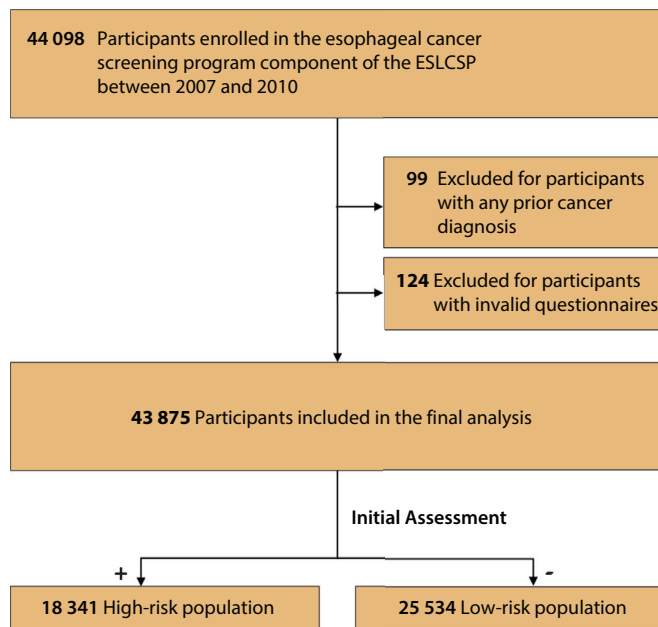 44 098 Participants enrolled in the esophageal cancer
screening program component of the ESLCSP
between 2007 and 2010
99 Excluded for participants
with any prior cancer
diagnosis
124 Excluded for participants
with invalid questionnaires
43 875 Participants included in the final analysis
Initial Assessment
+ -
18 341 High-risk population
25 534 Low-risk population